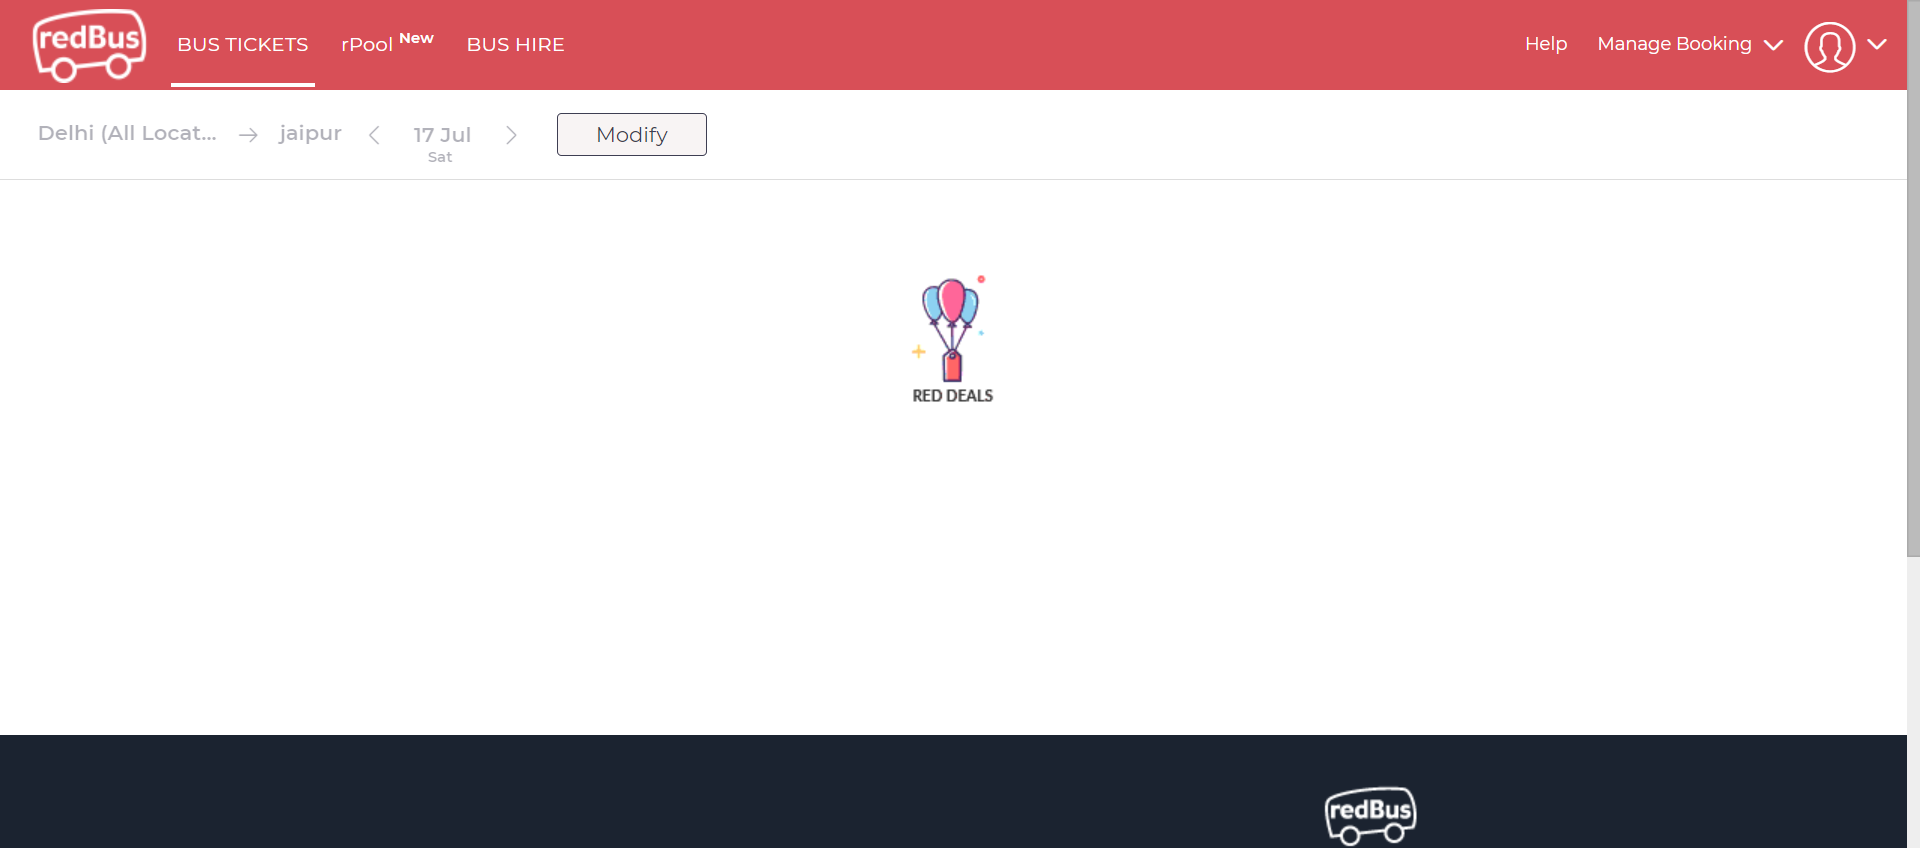 redBus BUS TICKETS rPool New BUS HIRE Help Manage Booking
Delhi (All Locat... → jaipur < 17 Jul > Modify
Sat
RED DEALS
redBus